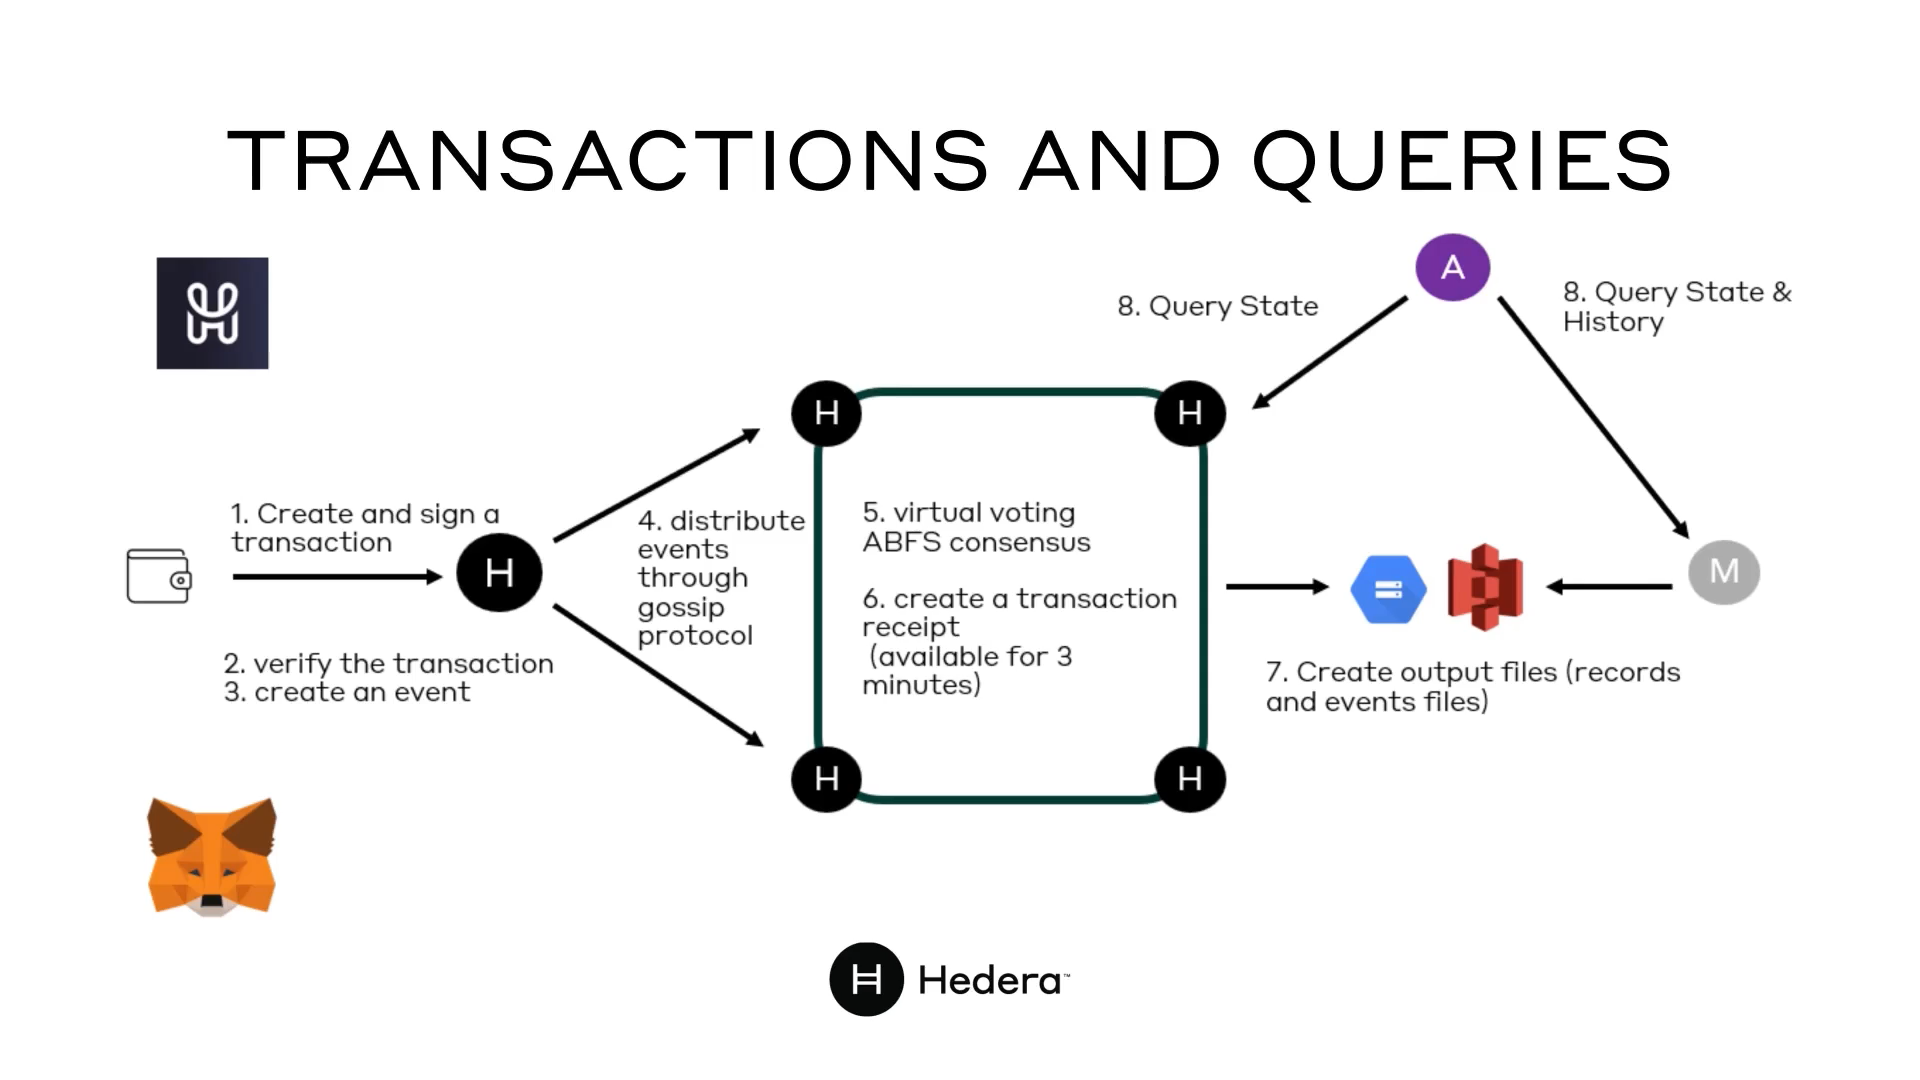 TRANSACTIONS AND QUERIES
A
8. Query State
8. Query State &
History
H
H
1. Create and sign a
transaction
H
2. verify the transaction
3. create an event
4. distribute
events
through
gossip
protocol
5. virtual voting
ABFS consensus
6. create a transaction
receipt
(available for 3
minutes)
M
7. Create output files (records
and events files)
H
H
H Hedera™